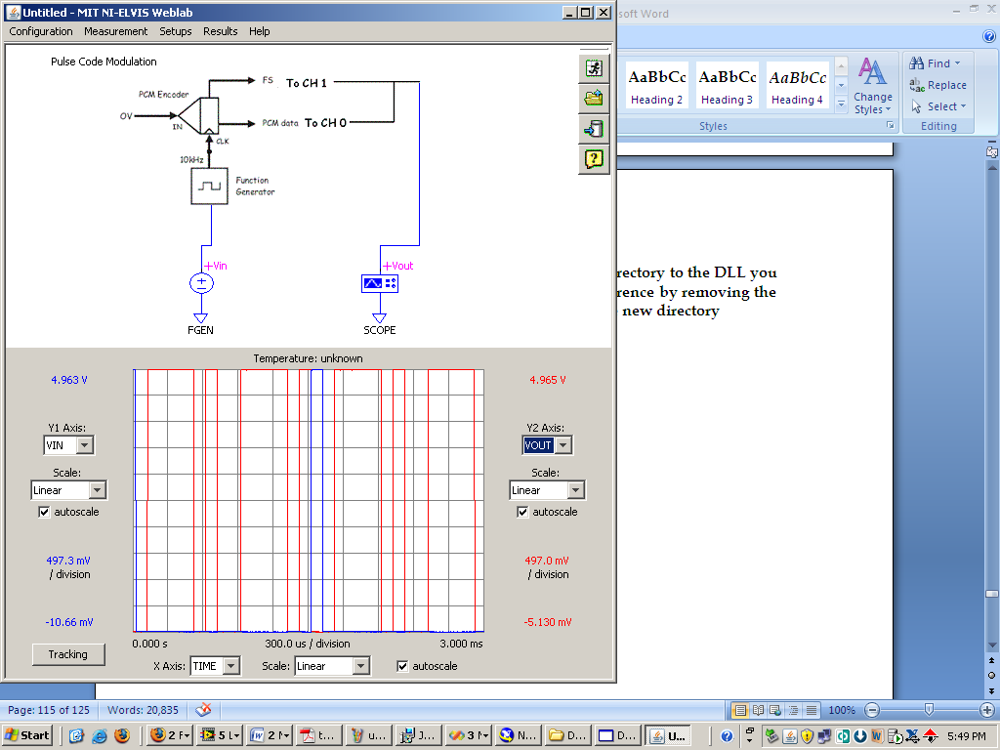 Untitled - MIT NI-ELVIS Weblab
soft Word
Configuration Measurement Setups Results Help
Pulse Code Modulation
FS To CH 1
PCM Encoder
OV
IN
PCM data To CH 0
CLK
10kHz
Function
Generator
+Vin
+Vout
FGEN
SCOPE
AaBbCc AaBbCc AaBbCc
Heading 2 Heading 3 Heading 4
Change
Styles
Styles
Find
Replace
Select
Editing
rectory to the DLL you
rence by removing the
new directory
Temperature: unknown
4.963 V
4.965 V
Y1 Axis:
VIN
Y2 Axis:
VOUT
Scale:
Linear
autoscale
Scale:
Linear
autoscale
497.3 mV
/ division
497.0 mV
/ division
-10.66 mV
-5.130 mV
0.000 s 300.0 us / division 3.000 ms
Tracking
X Axis: TIME Scale: Linear autoscale
Page: 115 of 125 Words: 20,835 100%
Start 2 F 5 L 2 M t... u... J... 3 N... D... D... U... 5:49 PM